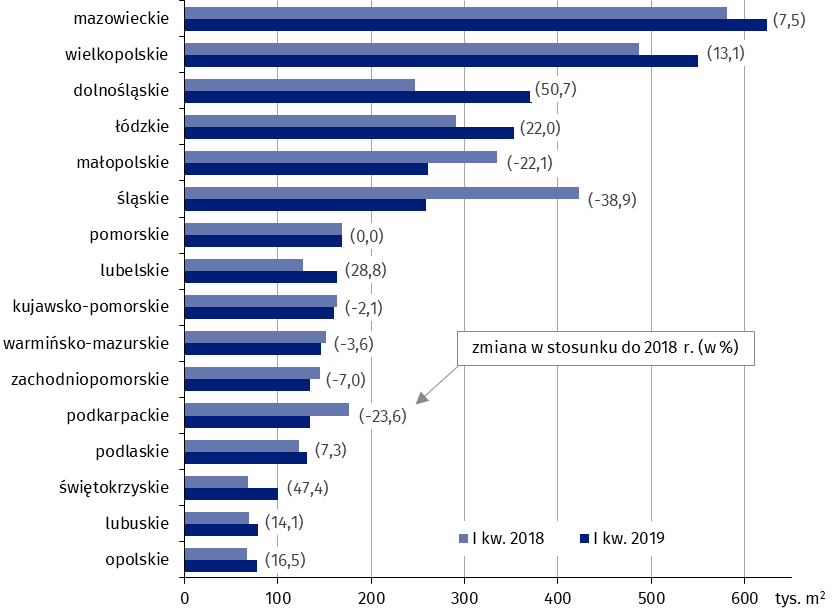 mazowieckie (7,5)
wielkopolskie (13,1)
dolnośląskie (50,7)
łódzkie (22,0)
małopolskie (-22,1)
śląskie (-38,9)
pomorskie (0,0)
lubelskie (28,8)
kujawsko-pomorskie (-2,1)
warmińsko-mazurskie (-3,6)
zmiana w stosunku do 2018 r. (w %)
zachodniopomorskie (-7,0)
podkarpackie (-23,6)
podlaskie (7,3)
świętokrzyskie (47,4)
lubuskie (14,1)
I kw. 2018 I kw. 2019
opolskie (16,5)
0 100 200 300 400 500 600 tys. m²